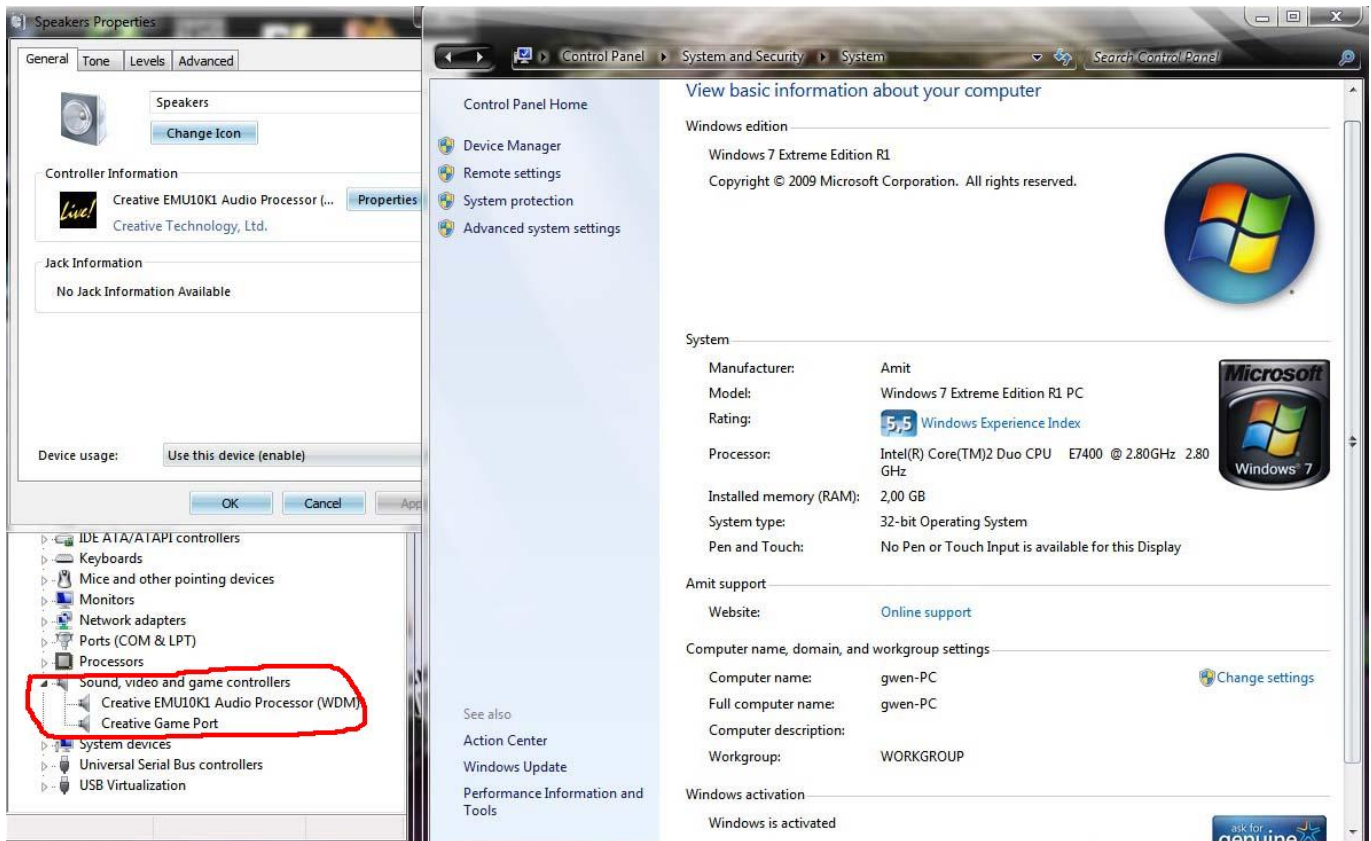 Speakers Properties
General Tone Levels Advanced
Speakers
Change Icon
Controller Information
Live!
Creative EMU10K1 Audio Processor (... Properties
Creative Technology, Ltd.
Jack Information
No Jack Information Available
Device usage: Use this device (enable)
OK Cancel App
IDE ATA/ATAPI controllers
Keyboards
Mice and other pointing devices
Monitors
Network adapters
Ports (COM & LPT)
Processors
Sound, video and game controllers
Creative EMU10K1 Audio Processor (WDM)
Creative Game Port
System devices
Universal Serial Bus controllers
USB Virtualization
Control Panel System and Security System Search Control Panel
Control Panel Home
Device Manager
Remote settings
System protection
Advanced system settings
See also
Action Center
Windows Update
Performance Information and
Tools
View basic information about your computer
Windows edition
Windows 7 Extreme Edition R1
Copyright © 2009 Microsoft Corporation. All rights reserved.
System
Manufacturer: Amit
Model: Windows 7 Extreme Edition R1 PC
Rating: 5,5 Windows Experience Index
Processor: Intel(R) Core(TM)2 Duo CPU E7400 @ 2.80GHz 2.80
GHz
Installed memory (RAM): 2,00 GB
System type: 32-bit Operating System
Pen and Touch: No Pen or Touch Input is available for this Display
Microsoft
Windows® 7
Amit support
Website: Online support
Computer name, domain, and workgroup settings
Computer name: gwen-PC Change settings
Full computer name: gwen-PC
Computer description:
Workgroup: WORKGROUP
Windows activation
Windows is activated
ask for
genuine